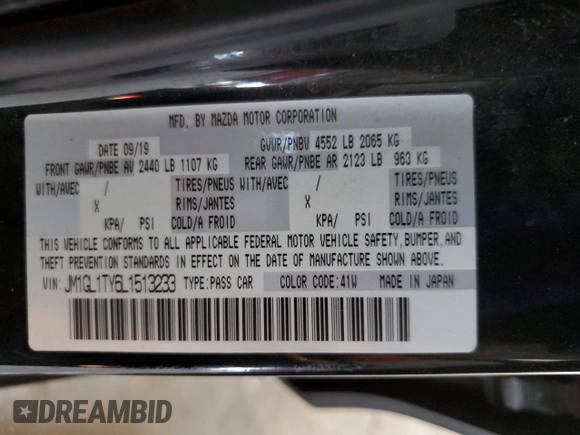 MFD. BY MAZDA MOTOR CORPORATION
DATE 09/19 GVWR/PNBV 4552 LB 2065 KG
FRONT GAWR/PNBE AV 2440 LB 1107 KG REAR GAWR/PNBE AR 2123 LB 963 KG
WITH/AVEC / TIRES/PNEUS WITH/AVEC / TIRES/PNEUS
X RIMS/JANTES X RIMS/JANTES
KPA/ PSI COLD/A FROID KPA/ PSI COLD/A FROID
THIS VEHICLE CONFORMS TO ALL APPLICABLE FEDERAL MOTOR VEHICLE SAFETY, BUMPER, AND
THEFT PREVENTION STANDARDS IN EFFECT ON THE DATE OF MANUFACTURE SHOWN ABOVE.
VIN: JM1GL1TY6L1513233 TYPE:PASS CAR COLOR CODE:41W MADE IN JAPAN
DREAMBID